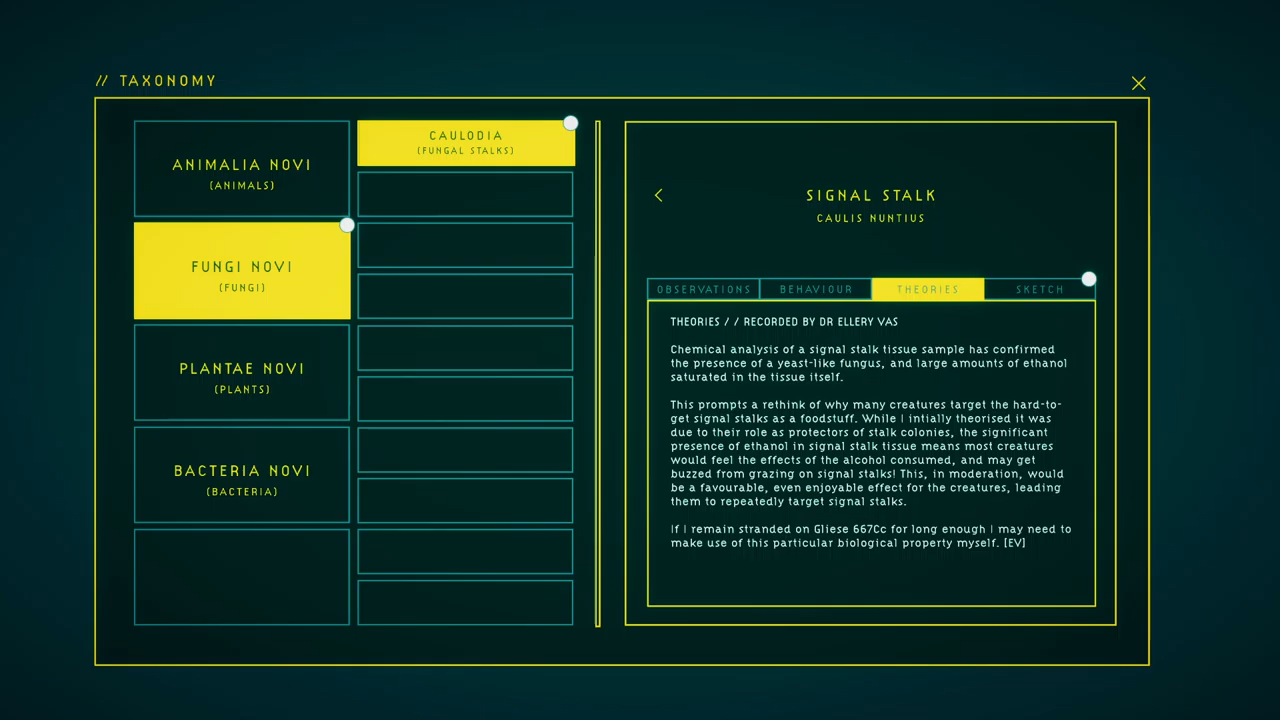 // TAXONOMY
ANIMALIA NOVI
(ANIMALS)
FUNGI NOVI
(FUNGI)
PLANTAE NOVI
(PLANTS)
BACTERIA NOVI
(BACTERIA)
CAULODIA
(FUNGAL STALKS)
SIGNAL STALK
CAULIS NUNTIUS
OBSERVATIONS
BEHAVIOUR
THEORIES
SKETCH
THEORIES / / RECORDED BY DR ELLERY VAS
Chemical analysis of a signal stalk tissue sample has confirmed
the presence of a yeast-like fungus, and large amounts of ethanol
saturated in the tissue itself.
This prompts a rethink of why many creatures target the hard-to-
get signal stalks as a foodstuff. While I intially theorised it was
due to their role as protectors of stalk colonies, the significant
presence of ethanol in signal stalk tissue means most creatures
would feel the effects of the alcohol consumed, and may get
buzzed from grazing on signal stalks! This, in moderation, would
be a favourable, even enjoyable effect for the creatures, leading
them to repeatedly target signal stalks.
If I remain stranded on Gliese 667Cc for long enough I may need to
make use of this particular biological property myself. [EV]